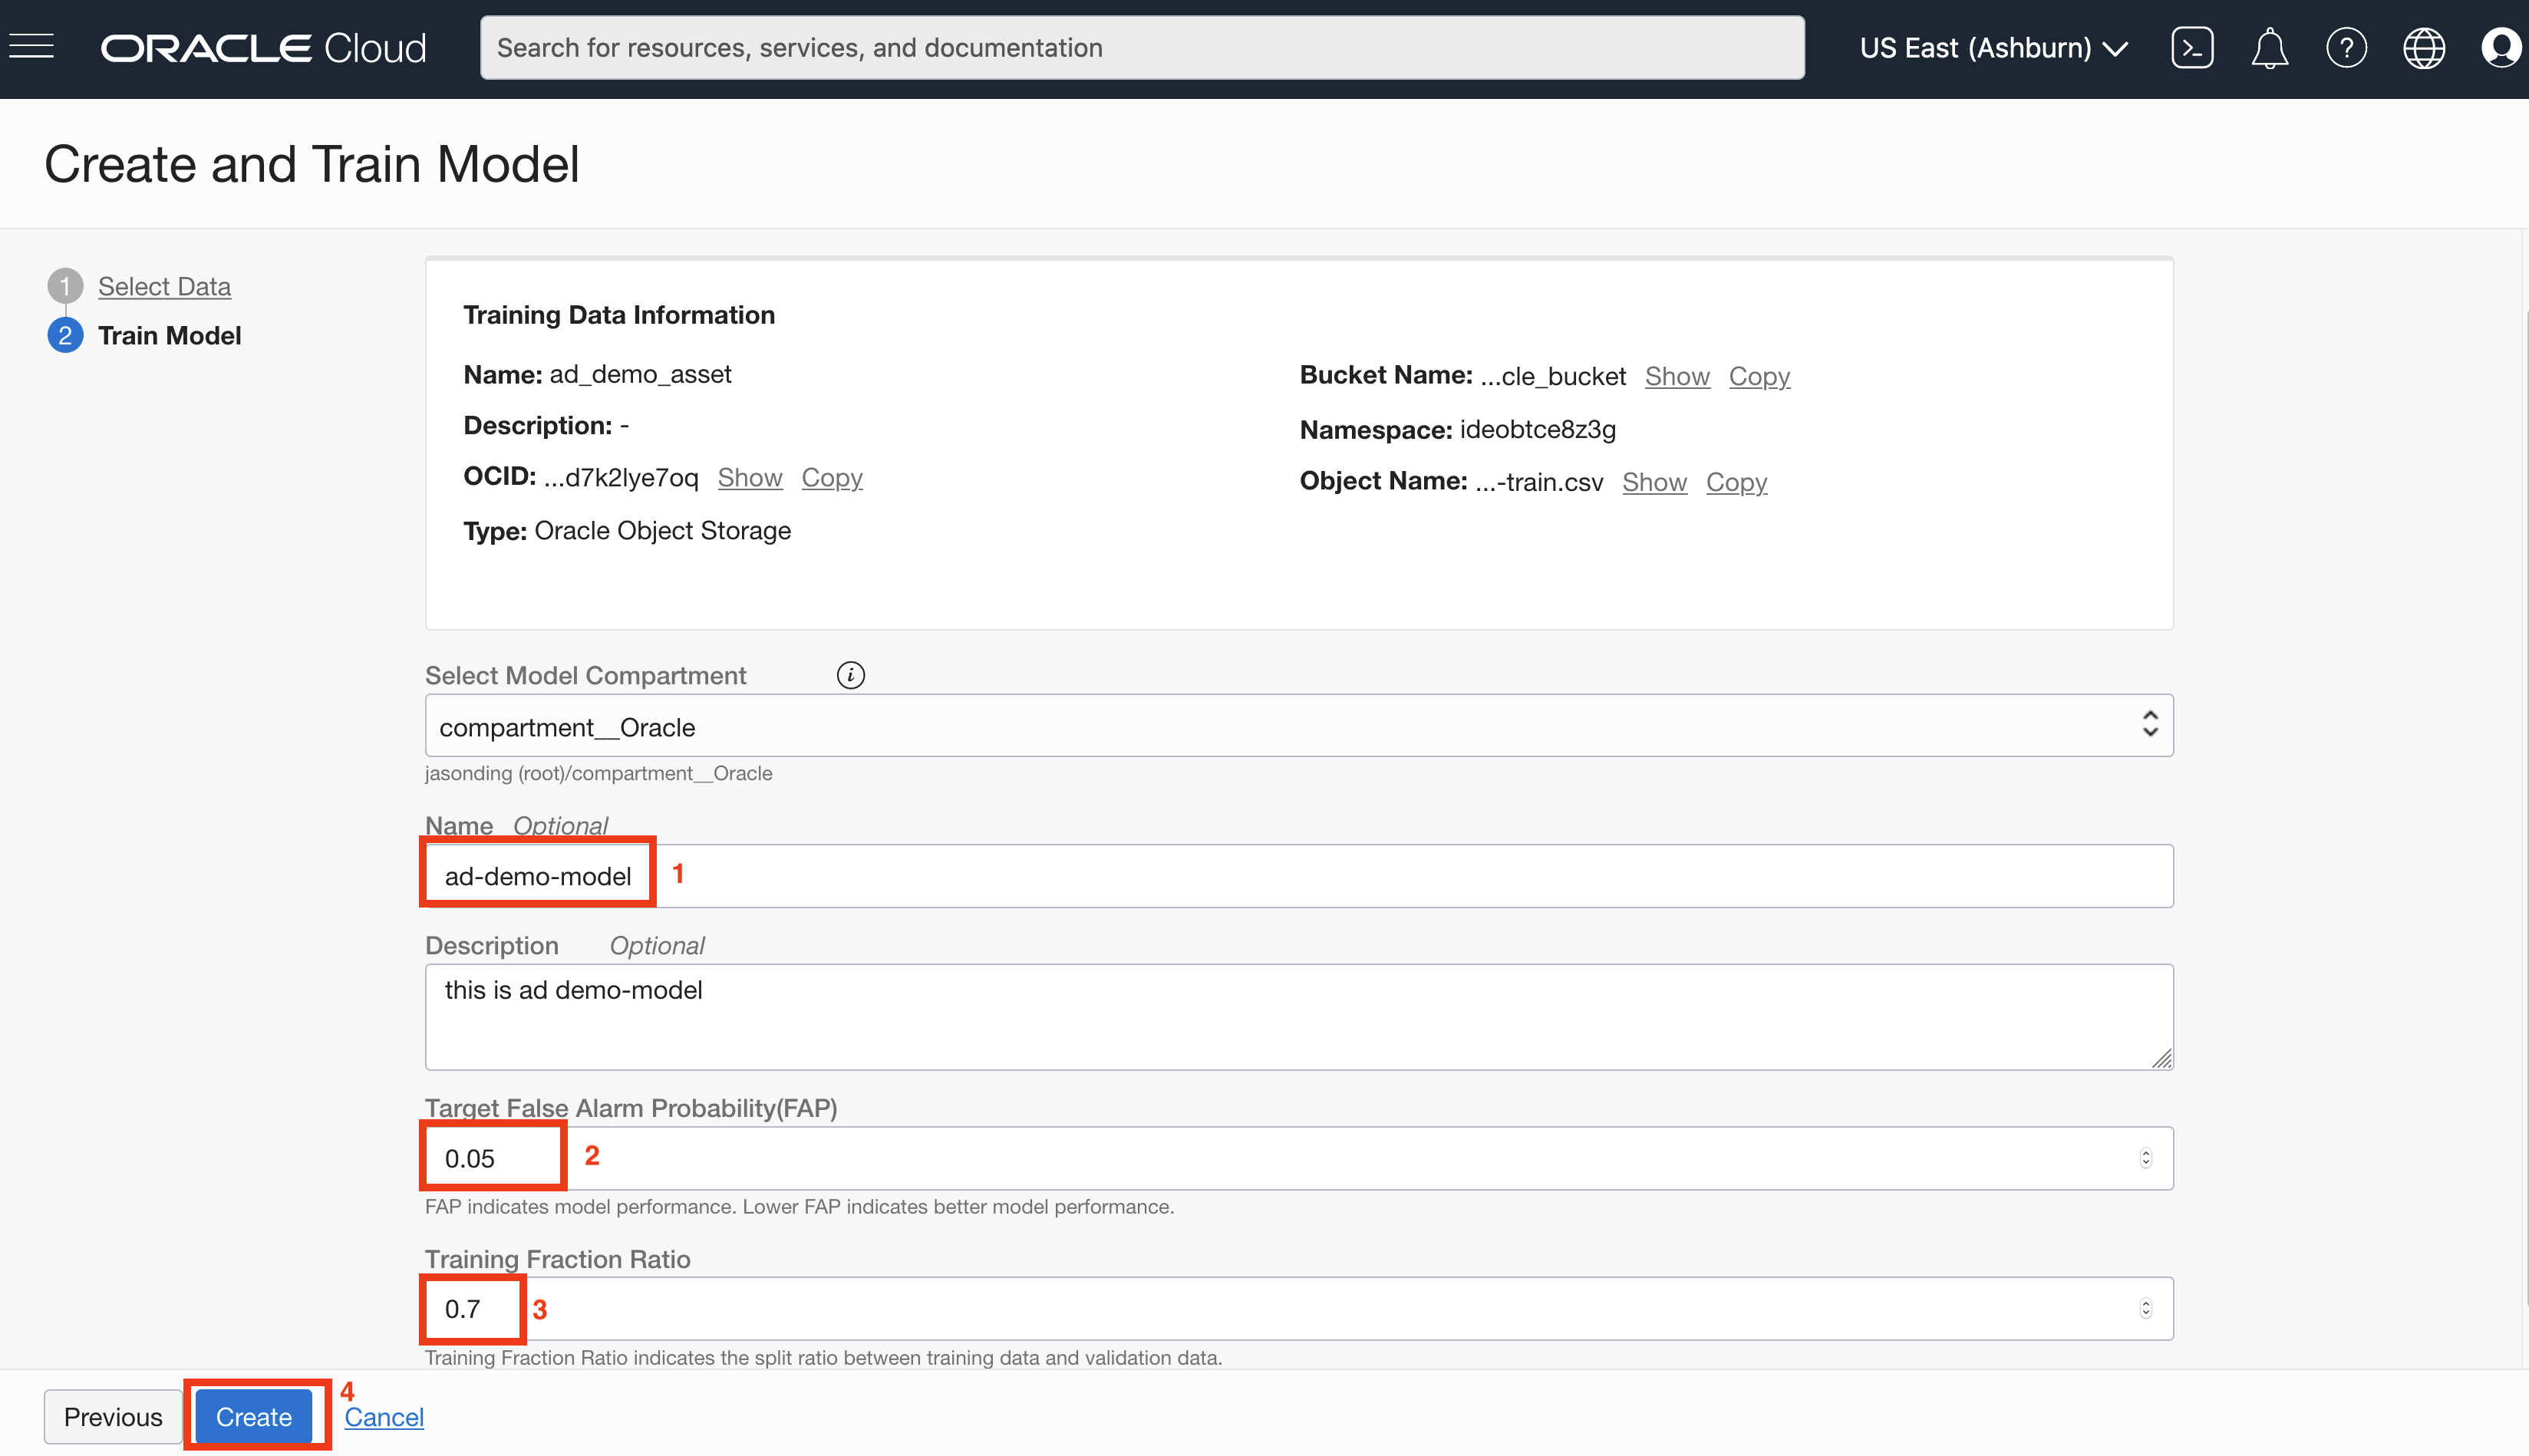 ORACLE Cloud
Search for resources, services, and documentation
US East (Ashburn)
Create and Train Model
1 Select Data
2 Train Model
Training Data Information
Name: ad_demo_asset
Description: -
OCID: ...d7k2lye7oq Show Copy
Type: Oracle Object Storage
Bucket Name: ...cle_bucket Show Copy
Namespace: ideobtce8z3g
Object Name: ...-train.csv Show Copy
Select Model Compartment i
compartment__Oracle
jasonding (root)/compartment__Oracle
Name Optional
ad-demo-model 1
Description Optional
this is ad demo-model
Target False Alarm Probability(FAP)
0.05 2
FAP indicates model performance. Lower FAP indicates better model performance.
Training Fraction Ratio
0.7 3
Training Fraction Ratio indicates the split ratio between training data and validation data.
4
Previous Create Cancel